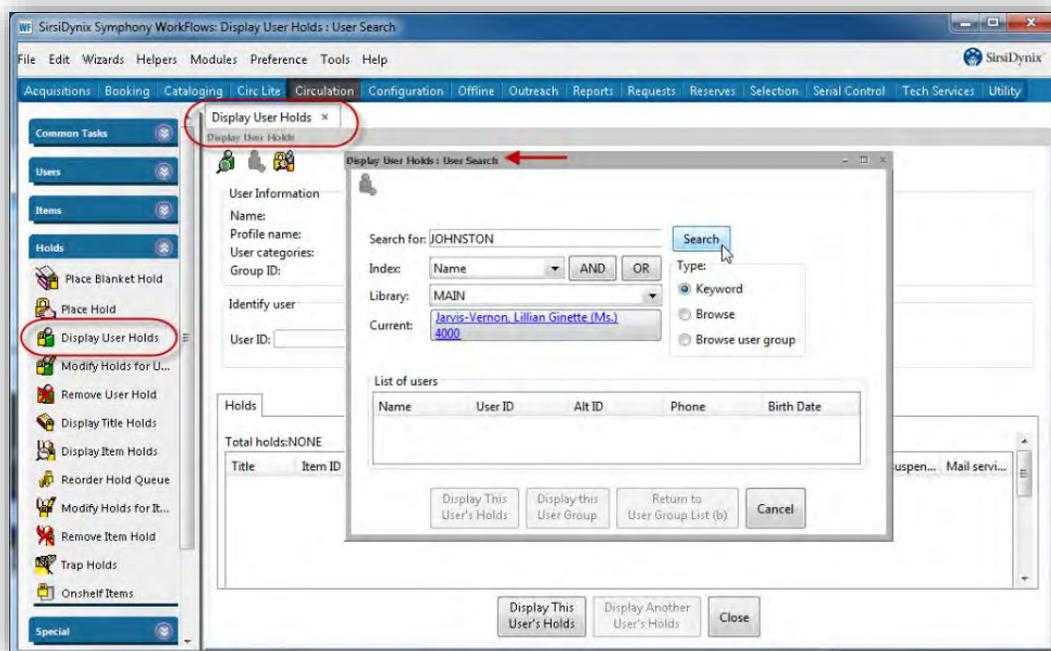 WF SirsiDynix Symphony WorkFlows: Display User Holds : User Search
File Edit Wizards Helpers Modules Preference Tools Help
SirsiDynix
Acquisitions Booking Cataloging Circ Lite Circulation Configuration Offline Outreach Reports Requests Reserves Selection Serial Control Tech Services Utility
Common Tasks
Users
Items
Holds
Place Blanket Hold
Place Hold
Display User Holds
Modify Holds for U...
Remove User Hold
Display Title Holds
Display Item Holds
Reorder Hold Queue
Modify Holds for It...
Remove Item Hold
Trap Holds
Onshelf Items
Special
Display User Holds ×
Display User Holds
User Information
Name:
Profile name:
User categories:
Group ID:
Identify user
User ID:
Holds
Total holds:NONE
Title Item ID
uspen... Mail servi...
Display User Holds : User Search
Search for: JOHNSTON Search
Index: Name AND OR
Type:
Library: MAIN
Keyword
Current: Jarvis-Vernon, Lillian Ginette (Ms.)
4000
Browse
Browse user group
List of users
Name User ID Alt ID Phone Birth Date
Display This
User's Holds
Display this
User Group
Return to
User Group List (b)
Cancel
Display This
User's Holds
Display Another
User's Holds
Close